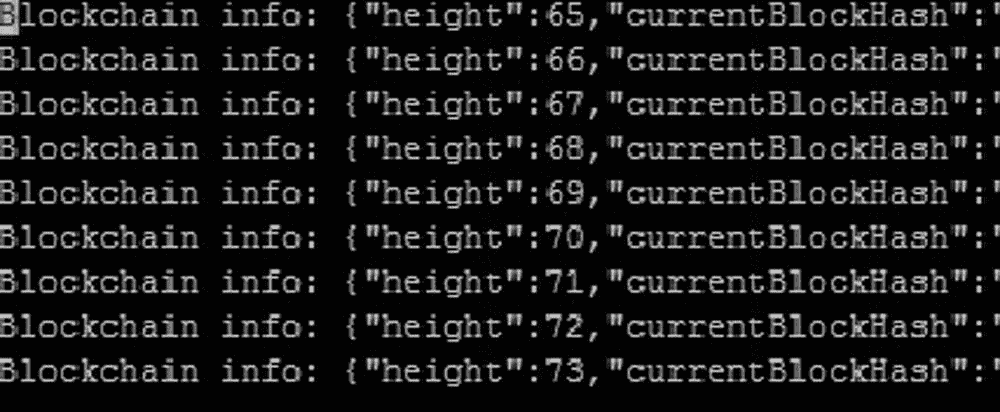 Blockchain info: {"height":65,"currentBlockHash":"
Blockchain info: {"height":66,"currentBlockHash":"
Blockchain info: {"height":67,"currentBlockHash":"
Blockchain info: {"height":68,"currentBlockHash":"
Blockchain info: {"height":69,"currentBlockHash":"
Blockchain info: {"height":70,"currentBlockHash":"
Blockchain info: {"height":71,"currentBlockHash":"
Blockchain info: {"height":72,"currentBlockHash":"
Blockchain info: {"height":73,"currentBlockHash":"